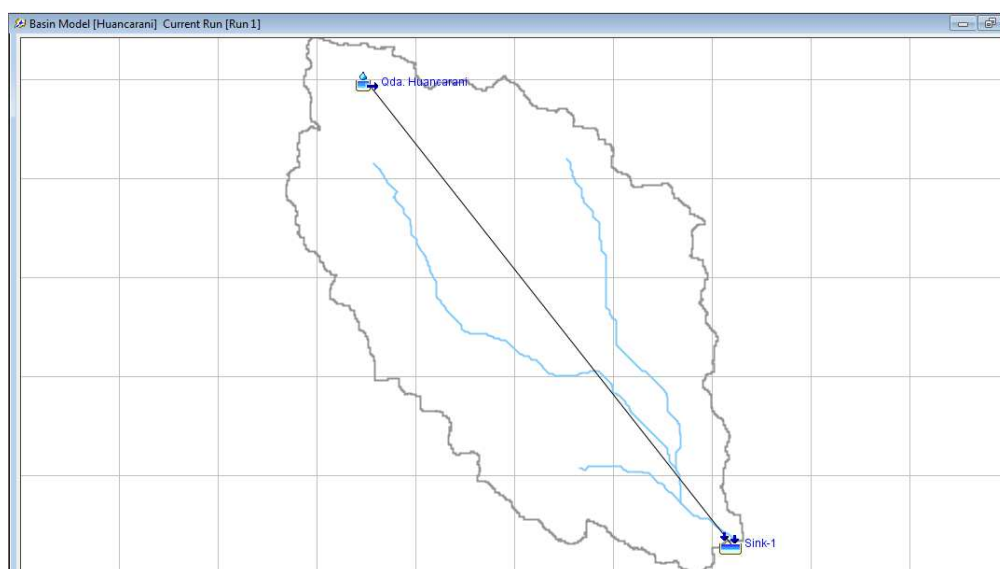 Basin Model [Huancarani] Current Run [Run 1]
Qda. Huancarani
Sink-1